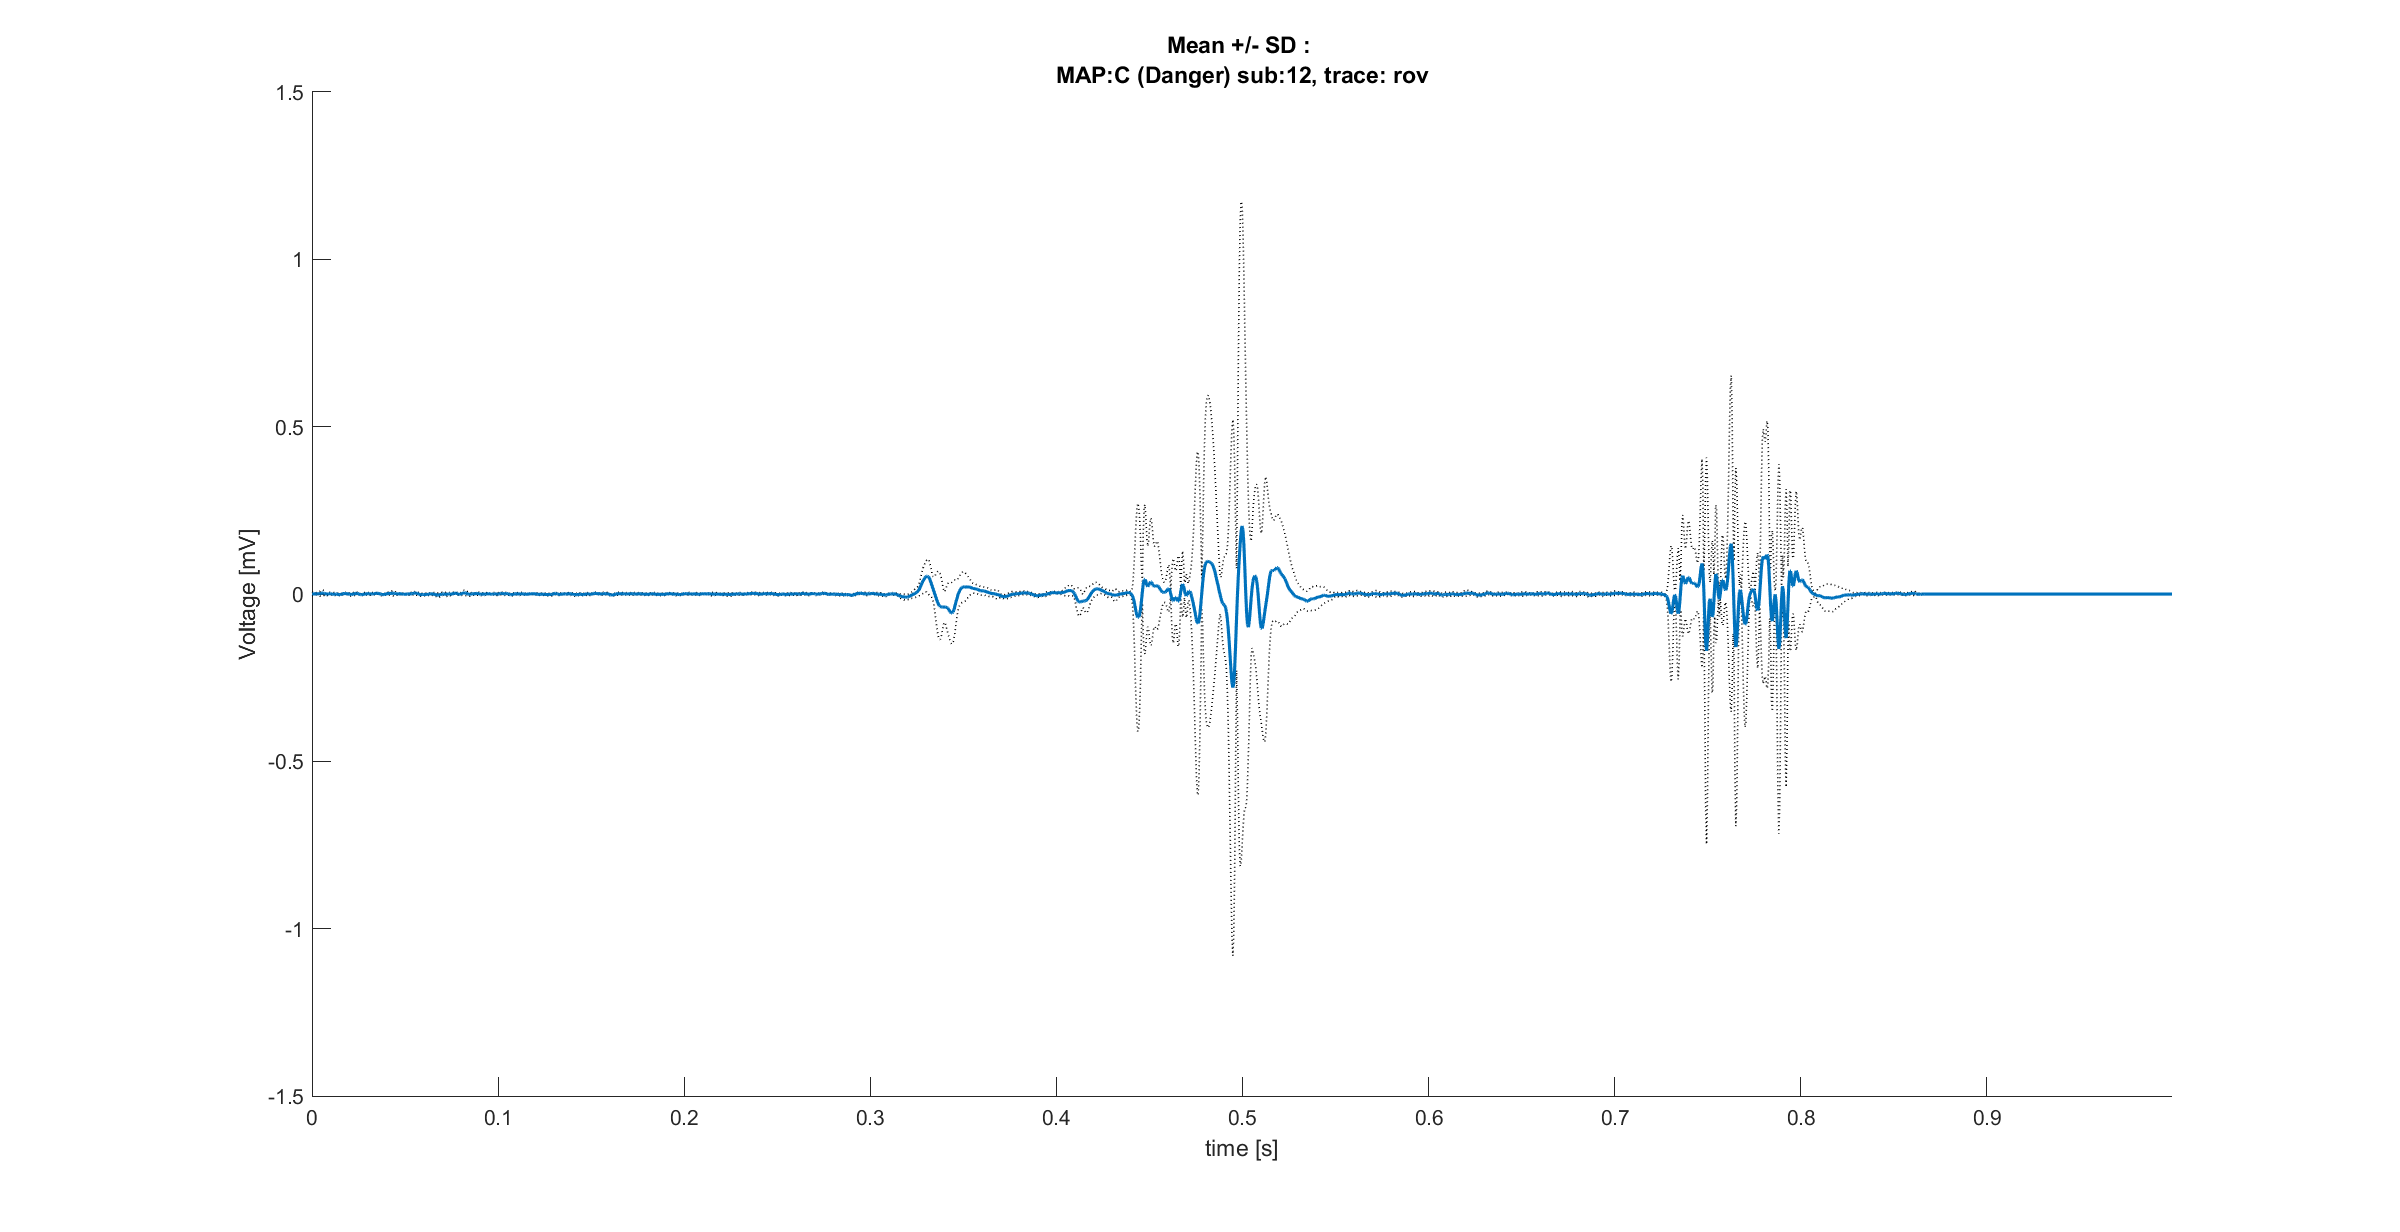 Mean +/- SD :
MAP:C (Danger) sub:12, trace: rov
1.5
1
0.5
0
-0.5
-1
-1.5
Voltage [mV]
0 0.1 0.2 0.3 0.4 0.5 0.6 0.7 0.8 0.9
time [s]